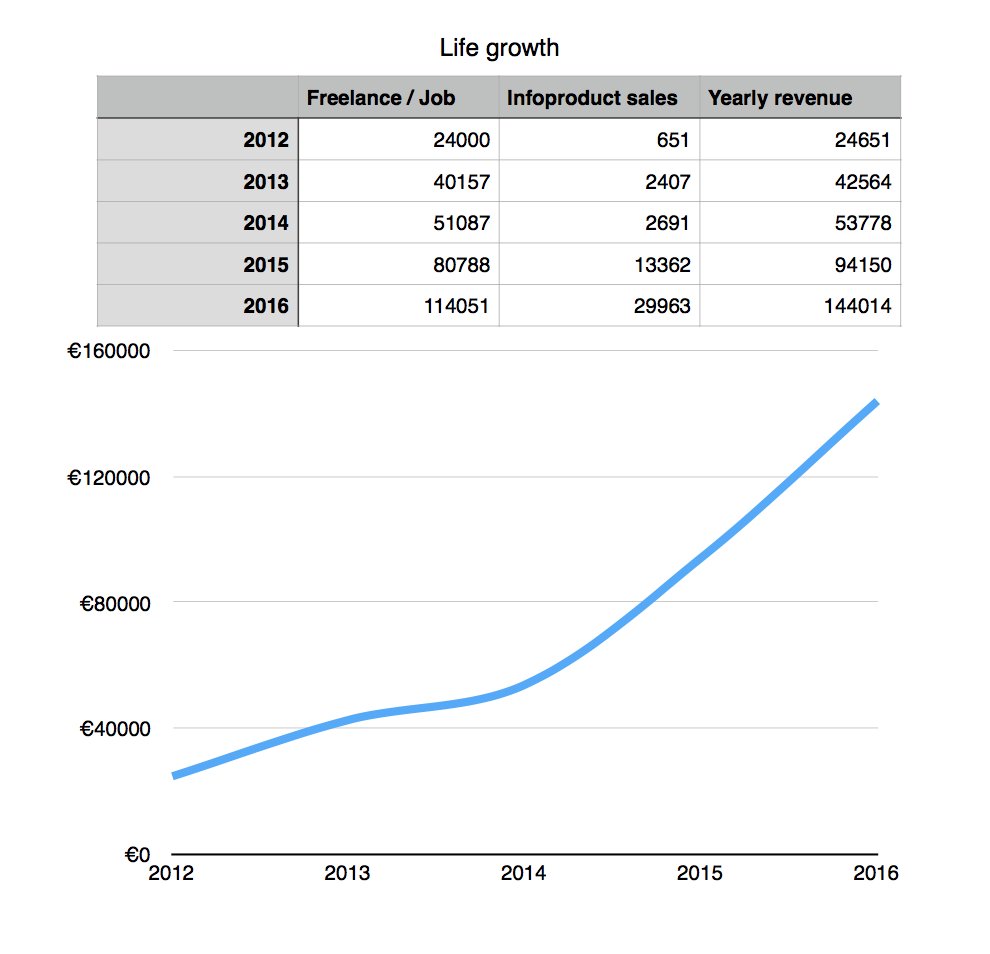 Life growth
Freelance / Job Infoproduct sales Yearly revenue
2012 24000 651 24651
2013 40157 2407 42564
2014 51087 2691 53778
2015 80788 13362 94150
2016 114051 29963 144014
€160000
€120000
€80000
€40000
€0
2012 2013 2014 2015 2016